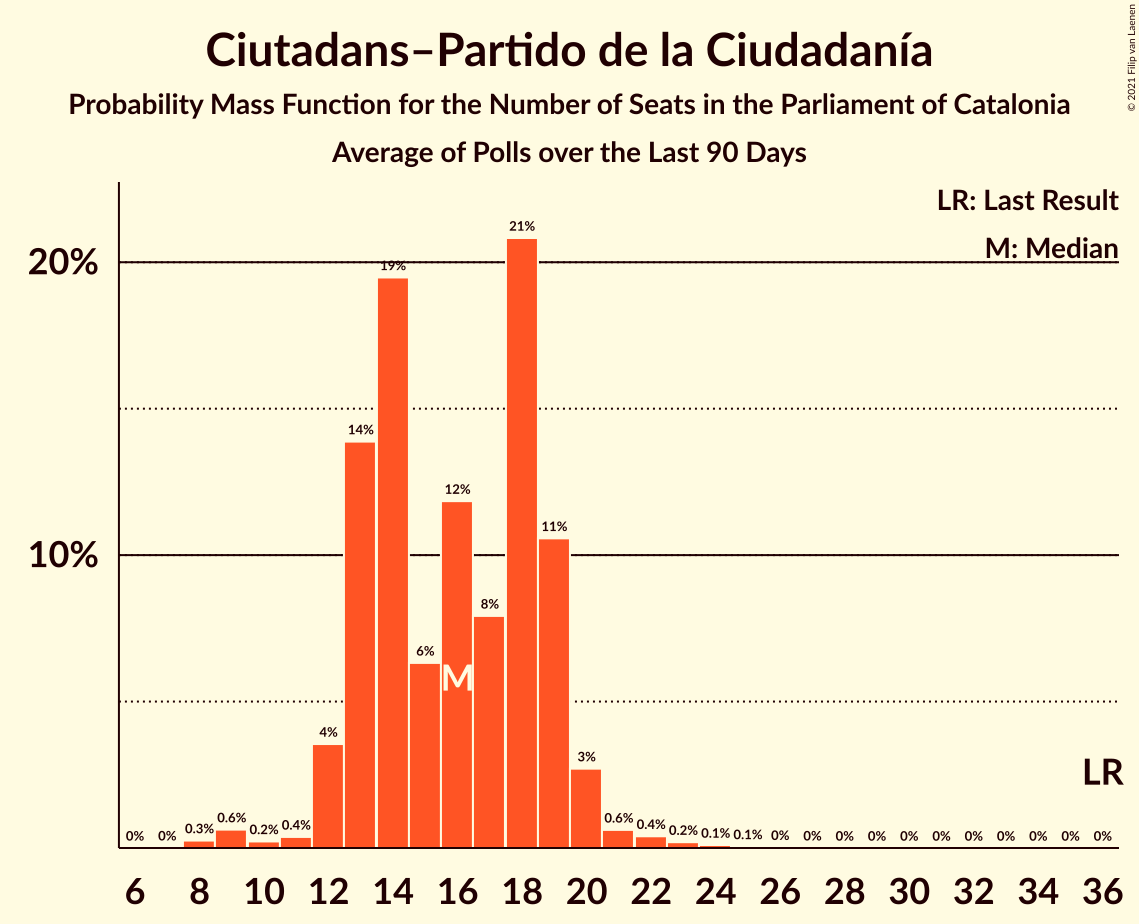 Ciutadans–Partido de la Ciudadanía
Probability Mass Function for the Number of Seats in the Parliament of Catalonia
Average of Polls over the Last 90 Days
© 2021 Filip van Laenen
LR: Last Result
M: Median
20%
10%
0% 0% 0.3% 0.6% 0.2% 0.4% 4% 14% 19% 6% 12% 8% 21% 11% 3% 0.6% 0.4% 0.2% 0.1% 0.1% 0% 0% 0% 0% 0% 0% 0% 0% 0% 0% 0%
M
LR
6 8 10 12 14 16 18 20 22 24 26 28 30 32 34 36